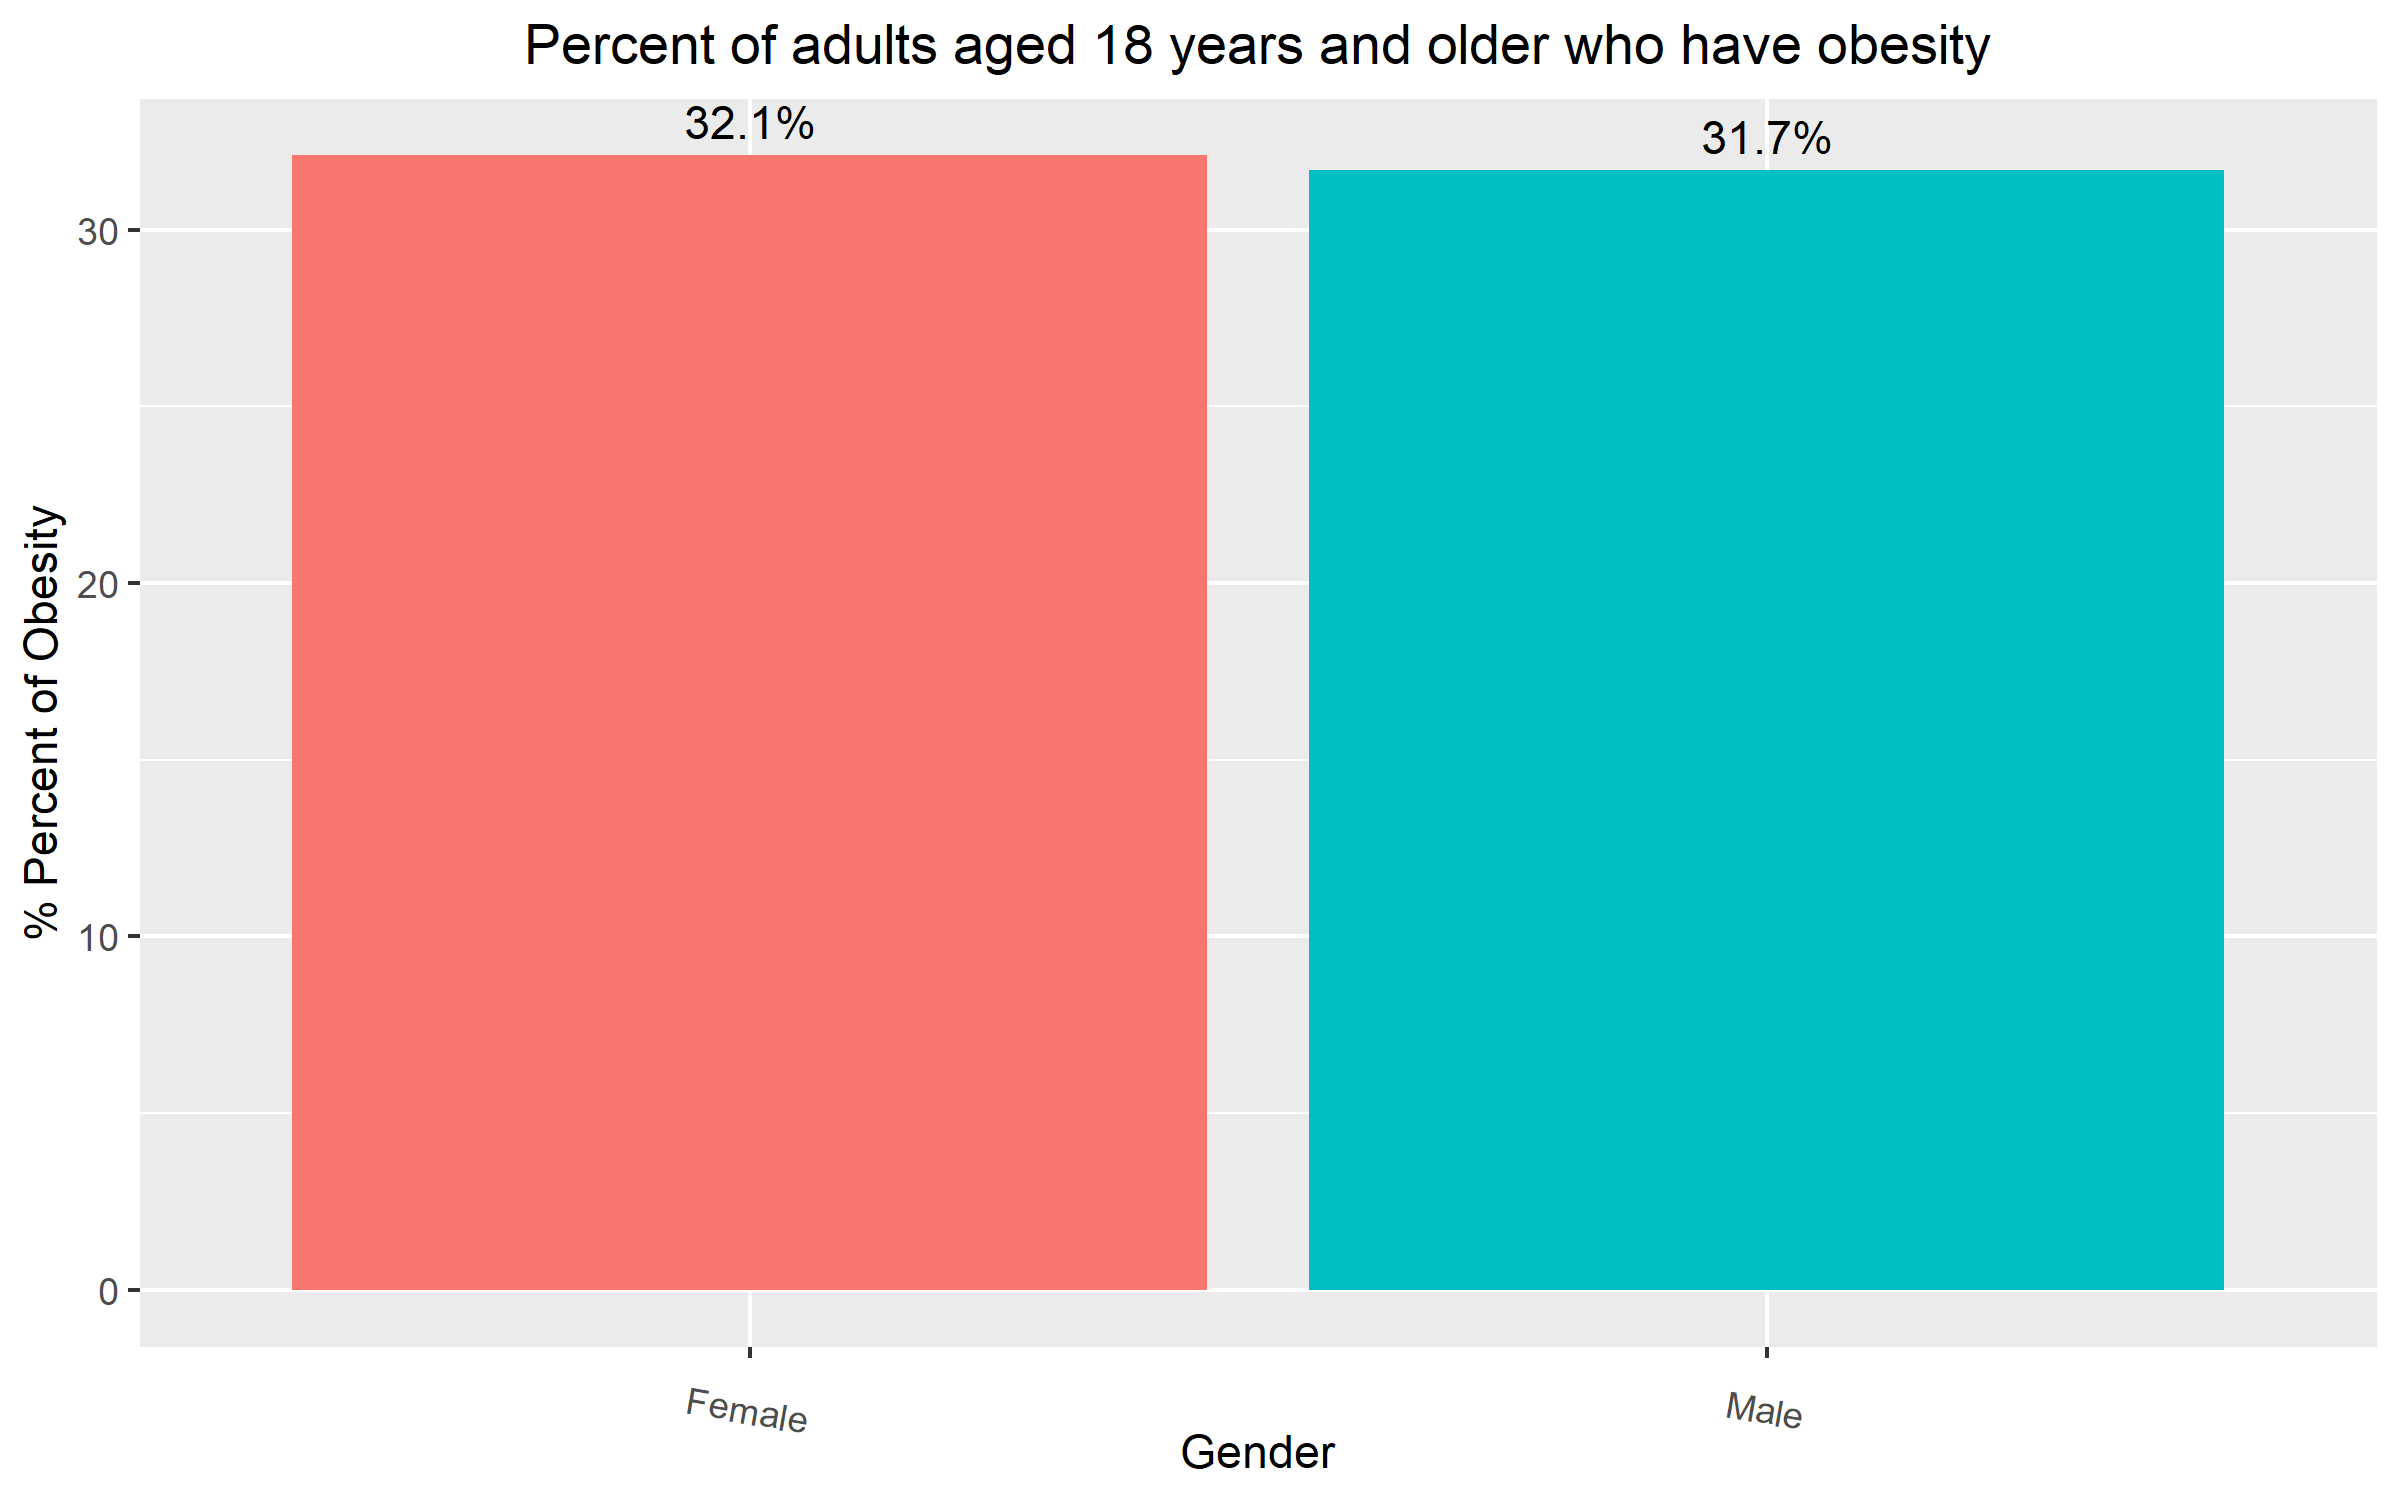 Percent of adults aged 18 years and older who have obesity
32.1%
31.7%
% Percent of Obesity
30
20
10
0
Female
Male
Gender